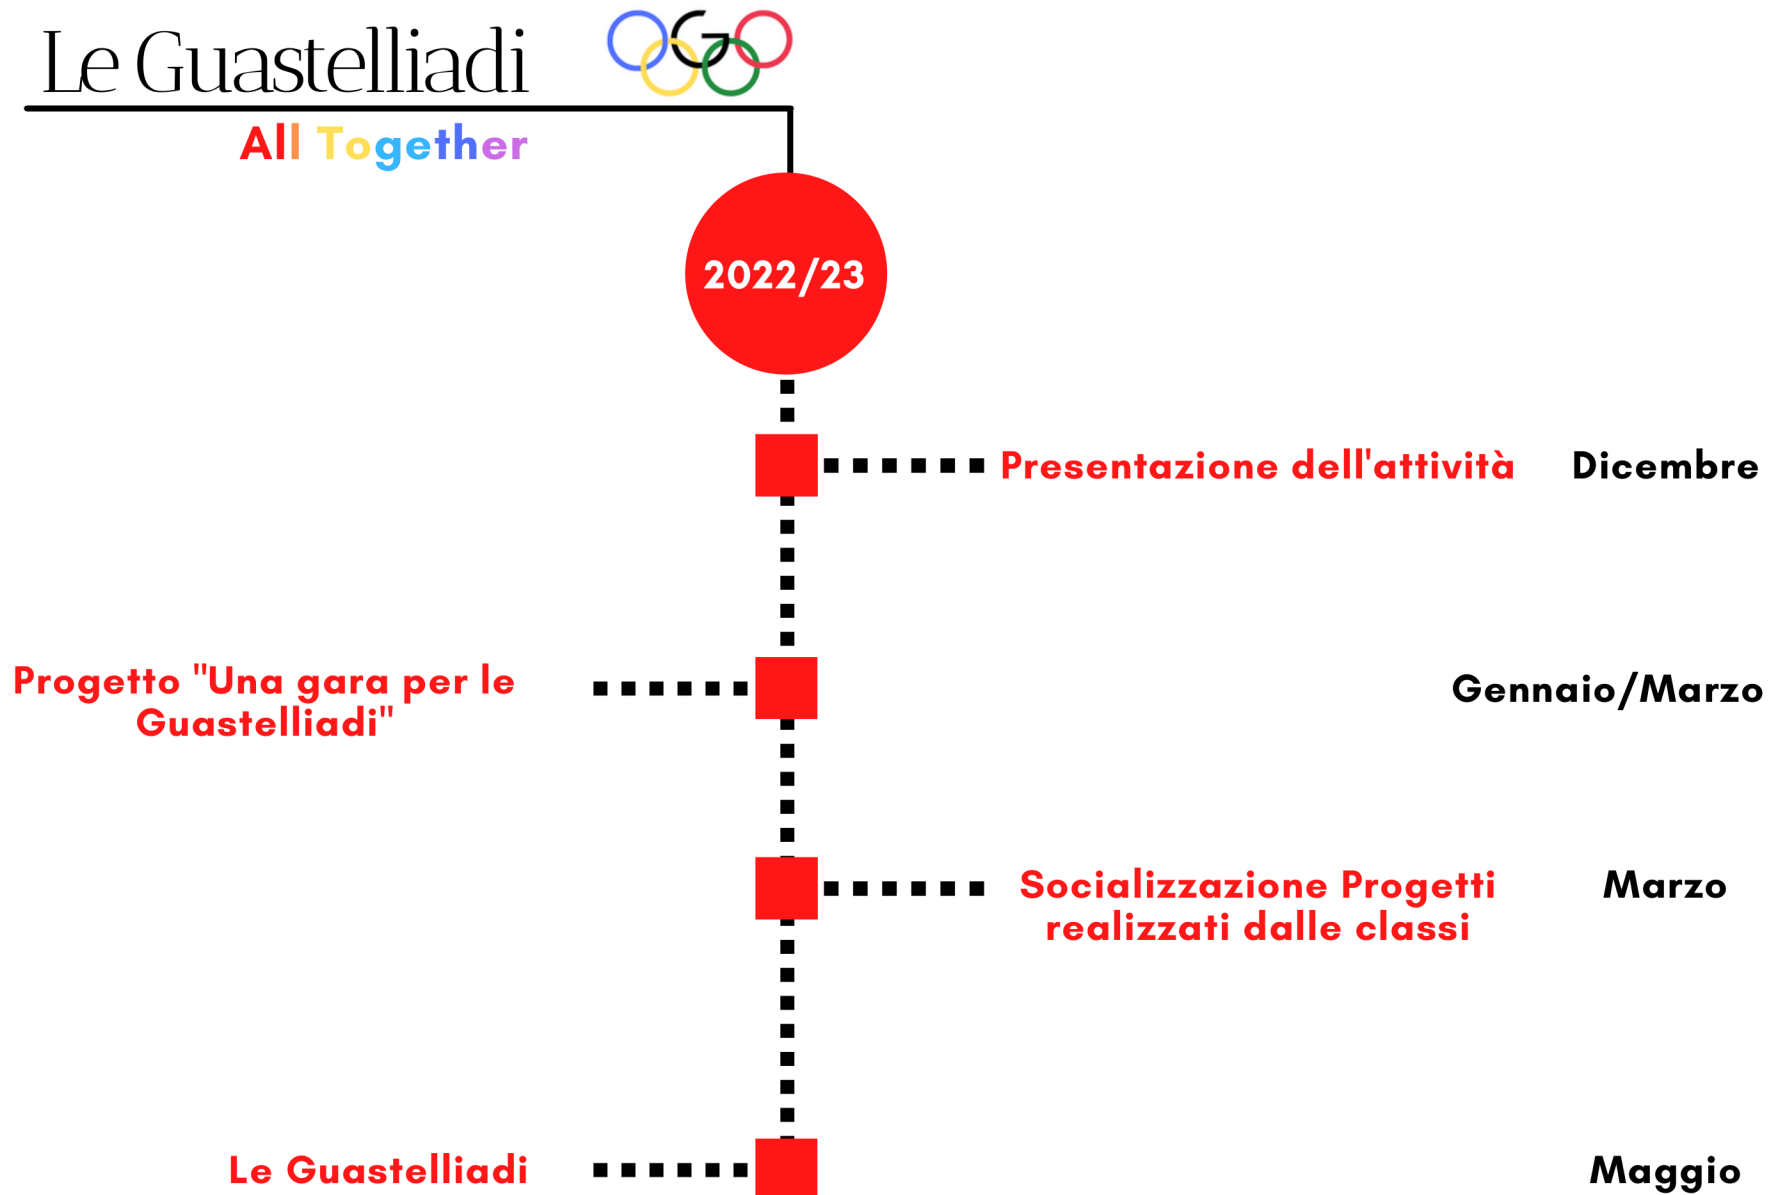 Le Guastelliadi
G
All Together
2022/23
Presentazione dell'attività Dicembre
Progetto "Una gara per le
Guastelliadi"
Gennaio/Marzo
Socializzazione Progetti
realizzati dalle classi
Marzo
Le Guastelliadi Maggio